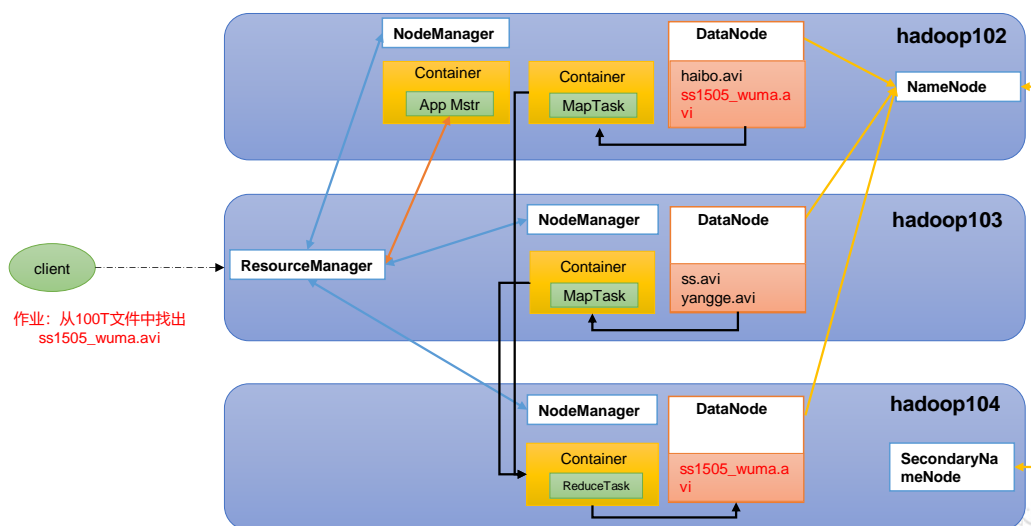 hadoop102
NodeManager
DataNode
Container
App Mstr
Container
MapTask
haibo.avi
ss1505_wuma.a
vi
NameNode
hadoop103
NodeManager
DataNode
client
ResourceManager
Container
MapTask
ss.avi
yangge.avi
作业：从100T文件中找出
ss1505_wuma.avi
hadoop104
NodeManager
DataNode
Container
ReduceTask
ss1505_wuma.a
vi
SecondaryNa
meNode